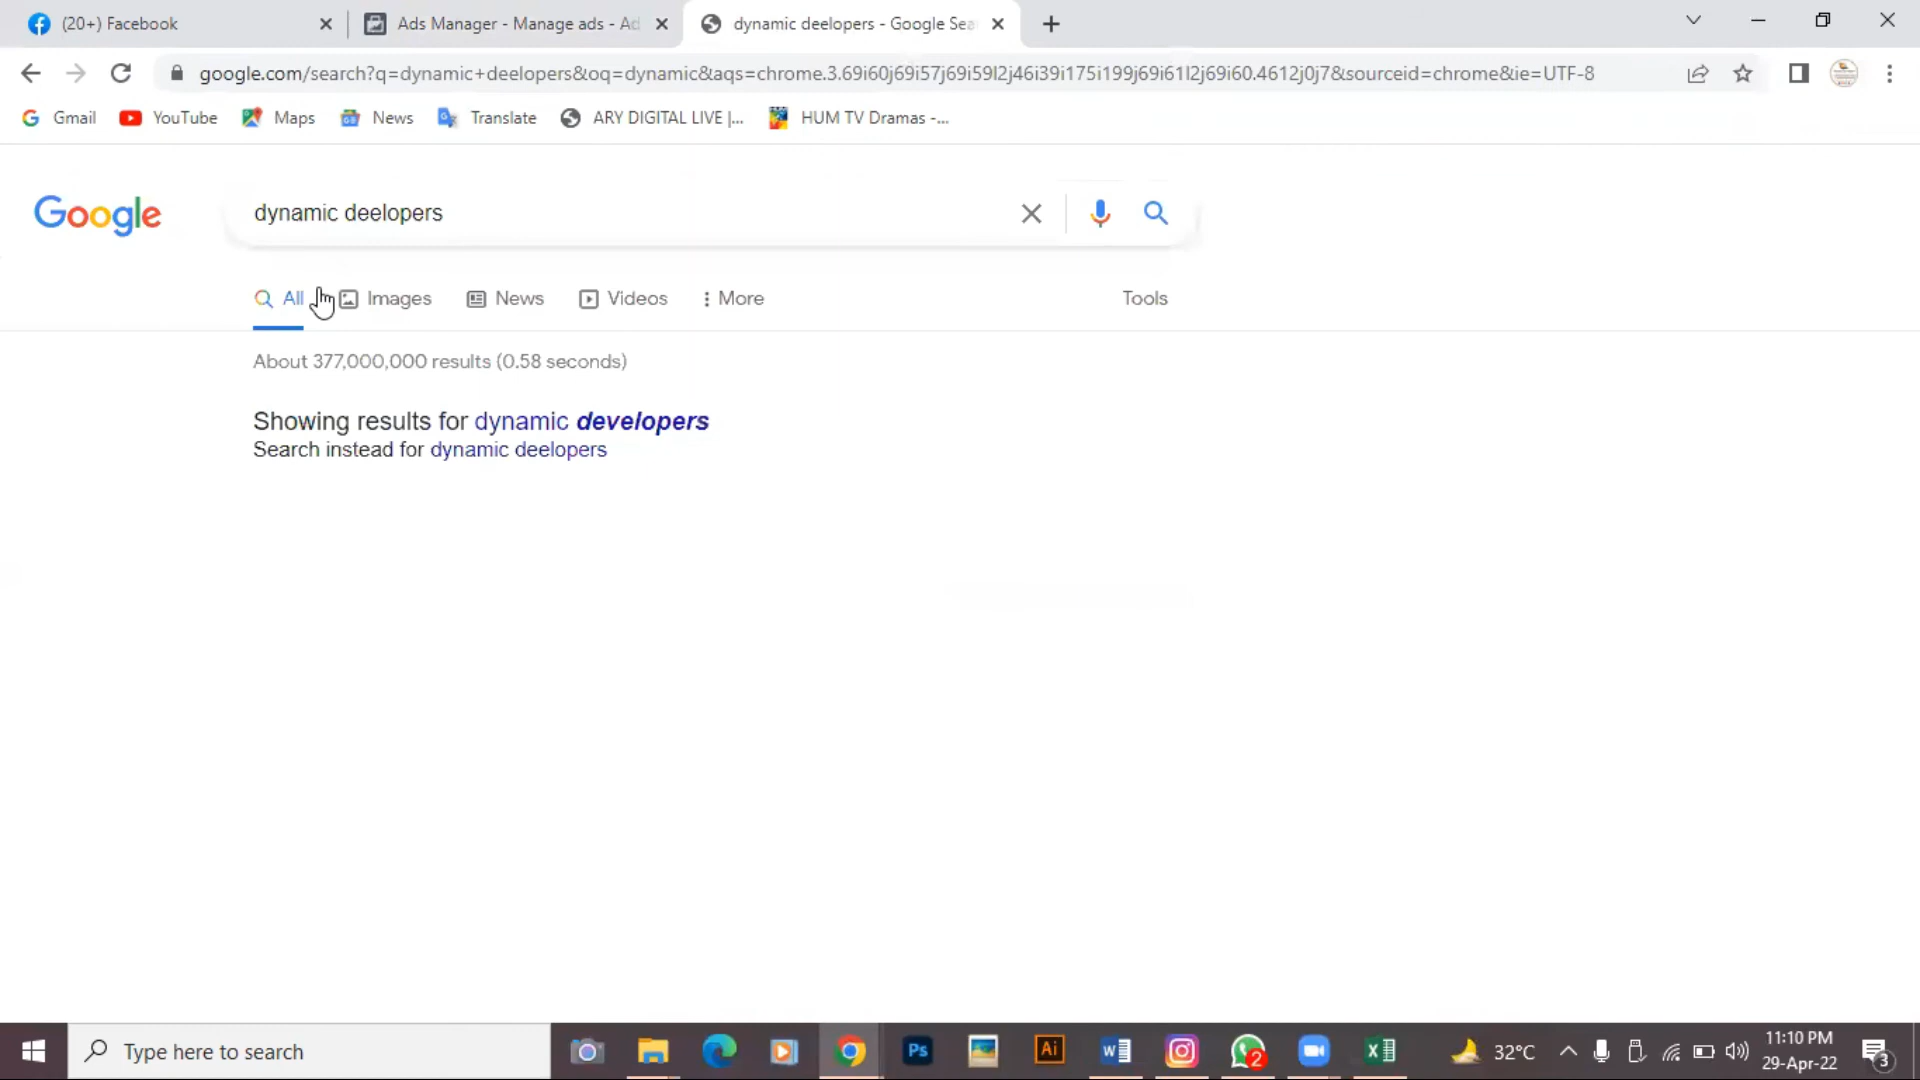 (20+) Facebook
Ads Manager - Manage ads - Ad
dynamic deelopers - Google Sea
google.com/search?q=dynamic+deelopers&oq=dynamic&aqs=chrome.3.69i60j69i57j69i59l2j46i39i175i199j69i61l2j69i60.4612j0j7&sourceid=chrome&ie=UTF-8
Gmail
YouTube
Maps
News
Translate
ARY DIGITAL LIVE |...
HUM TV Dramas -...
Google
dynamic deelopers
All
Images
News
Videos
More
Tools
About 377,000,000 results (0.58 seconds)
Showing results for dynamic developers
Search instead for dynamic deelopers
Type here to search
Ps
Ai
2
32°C
11:10 PM
29-Apr-22
3